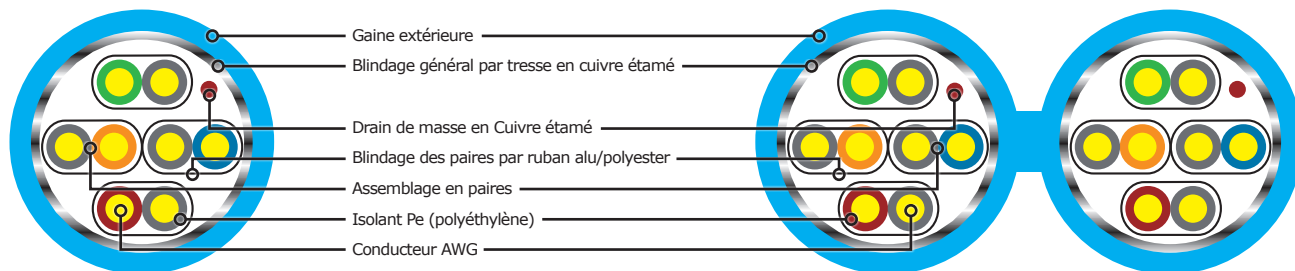 Gaine extérieure
Blindage général par tresse en cuivre étamé
Drain de masse en Cuivre étamé
Blindage des paires par ruban alu/polyester
Assemblage en paires
Isolant Pe (polyéthylène)
Conducteur AWG